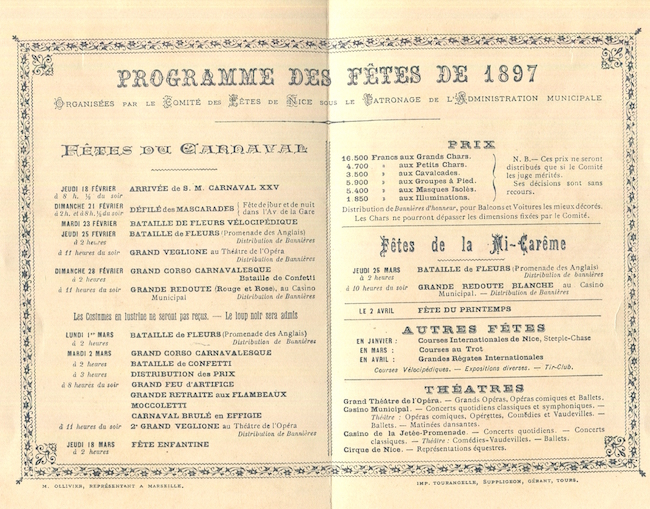 PROGRAMME DES FÊTES DE 1897
ORGANISÉES PAR LE COMITÉ DES FÊTES DE NICE SOUS LE PATRONAGE DE L'ADMINISTRATION MUNICIPALE
FÊTES DU CARNAVAL
JEUDI 18 FÉVRIER ARRIVÉE de S. M. CARNAVAL XXV
à 8 h. ½ du soir
DIMANCHE 21 FÉVRIER DÉFILÉ des MASCARADES Fête de jour et de nuit
à 2 h. et à 8 h. ½ du soir dans l'Av de la Gare
MARDI 23 FÉVRIER BATAILLE DE FLEURS VÉLOCIPÉDIQUE
JEUDI 25 FÉVRIER BATAILLE de FLEURS (Promenade des Anglais)
à 2 heures Distribution de Bannières
à 11 heures du soir GRAND VEGLIONE au Théâtre de l'Opéra
Distribution de Bannières
DIMANCHE 28 FÉVRIER GRAND CORSO CARNAVALESQUE
à 2 heures Bataille de Confetti
à 11 heures du soir GRANDE REDOUTE (Rouge et Rose), au Casino
Municipal Distribution de Bannières
Les Costumes en lustrine ne seront pas reçus. — Le loup noir sera admis
LUNDI 1er MARS BATAILLE de FLEURS (Promenade des Anglais)
à 2 heures Distribution de Bannières
MARDI 2 MARS GRAND CORSO CARNAVALESQUE
à 2 heures BATAILLE de CONFETTI
à 3 heures DISTRIBUTION des PRIX
à 8 heures du soir GRAND FEU D'ARTIFICE
GRANDE RETRAITE aux FLAMBEAUX
MOCCOLETTI
CARNAVAL BRULÉ en EFFIGIE
à 11 heures du soir 2e GRAND VEGLIONE au Théâtre de l'Opéra
Distribution de Bannières
JEUDI 18 MARS FÊTE ENFANTINE
à 2 heures
PRIX
16.500 Francs aux Grands Chars.
4.700 » aux Petits Chars.
3.500 » aux Cavalcades.
5.900 » aux Groupes à Pied.
5.400 » aux Masques Isolés.
1.850 » aux Illuminations.
N. B.— Ces prix ne seront
distribués que si le Comité
les juge mérités.
Ses décisions sont sans
recours.
Distribution de Bannières d'honneur, pour Balcons et Voitures les mieux décorés.
Les Chars ne pourront dépasser les dimensions fixées par le Comité.
Fêtes de la Mi-Carême
JEUDI 26 MARS BATAILLE de FLEURS (Promenade des Anglais)
à 2 heures Distribution de bannières
à 10 heures du soir GRANDE REDOUTE BLANCHE au Casino
Municipal. — Distribution de Bannières
LE 2 AVRIL FÊTE DU PRINTEMPS
AUTRES FÊTES
EN JANVIER : Courses Internationales de Nice, Steeple-Chase
EN MARS : Courses au Trot
EN AVRIL : Grandes Régates Internationales
Courses Vélocipédiques. — Expositions diverses. — Tir-Club.
THÉATRES
Grand Théâtre de l'Opéra. — Grands Opéras, Opéras comiques et Ballets.
Casino Municipal. — Concerts quotidiens classiques et symphoniques. —
Théâtre : Opéras comiques, Opérettes, Comédies et Vaudevilles. —
Ballets. — Matinées dansantes.
Casino de la Jetée-Promenade. — Concerts quotidiens. — Concerts
classiques. — Théâtre : Comédies-Vaudevilles. — Ballets.
Cirque de Nice. — Représentations équestres.
M. OLLIVIER, REPRÉSENTANT A MARSEILLE.
IMP. TOURANGELLE, SUPPLIGEON, GÉRANT, TOURS.